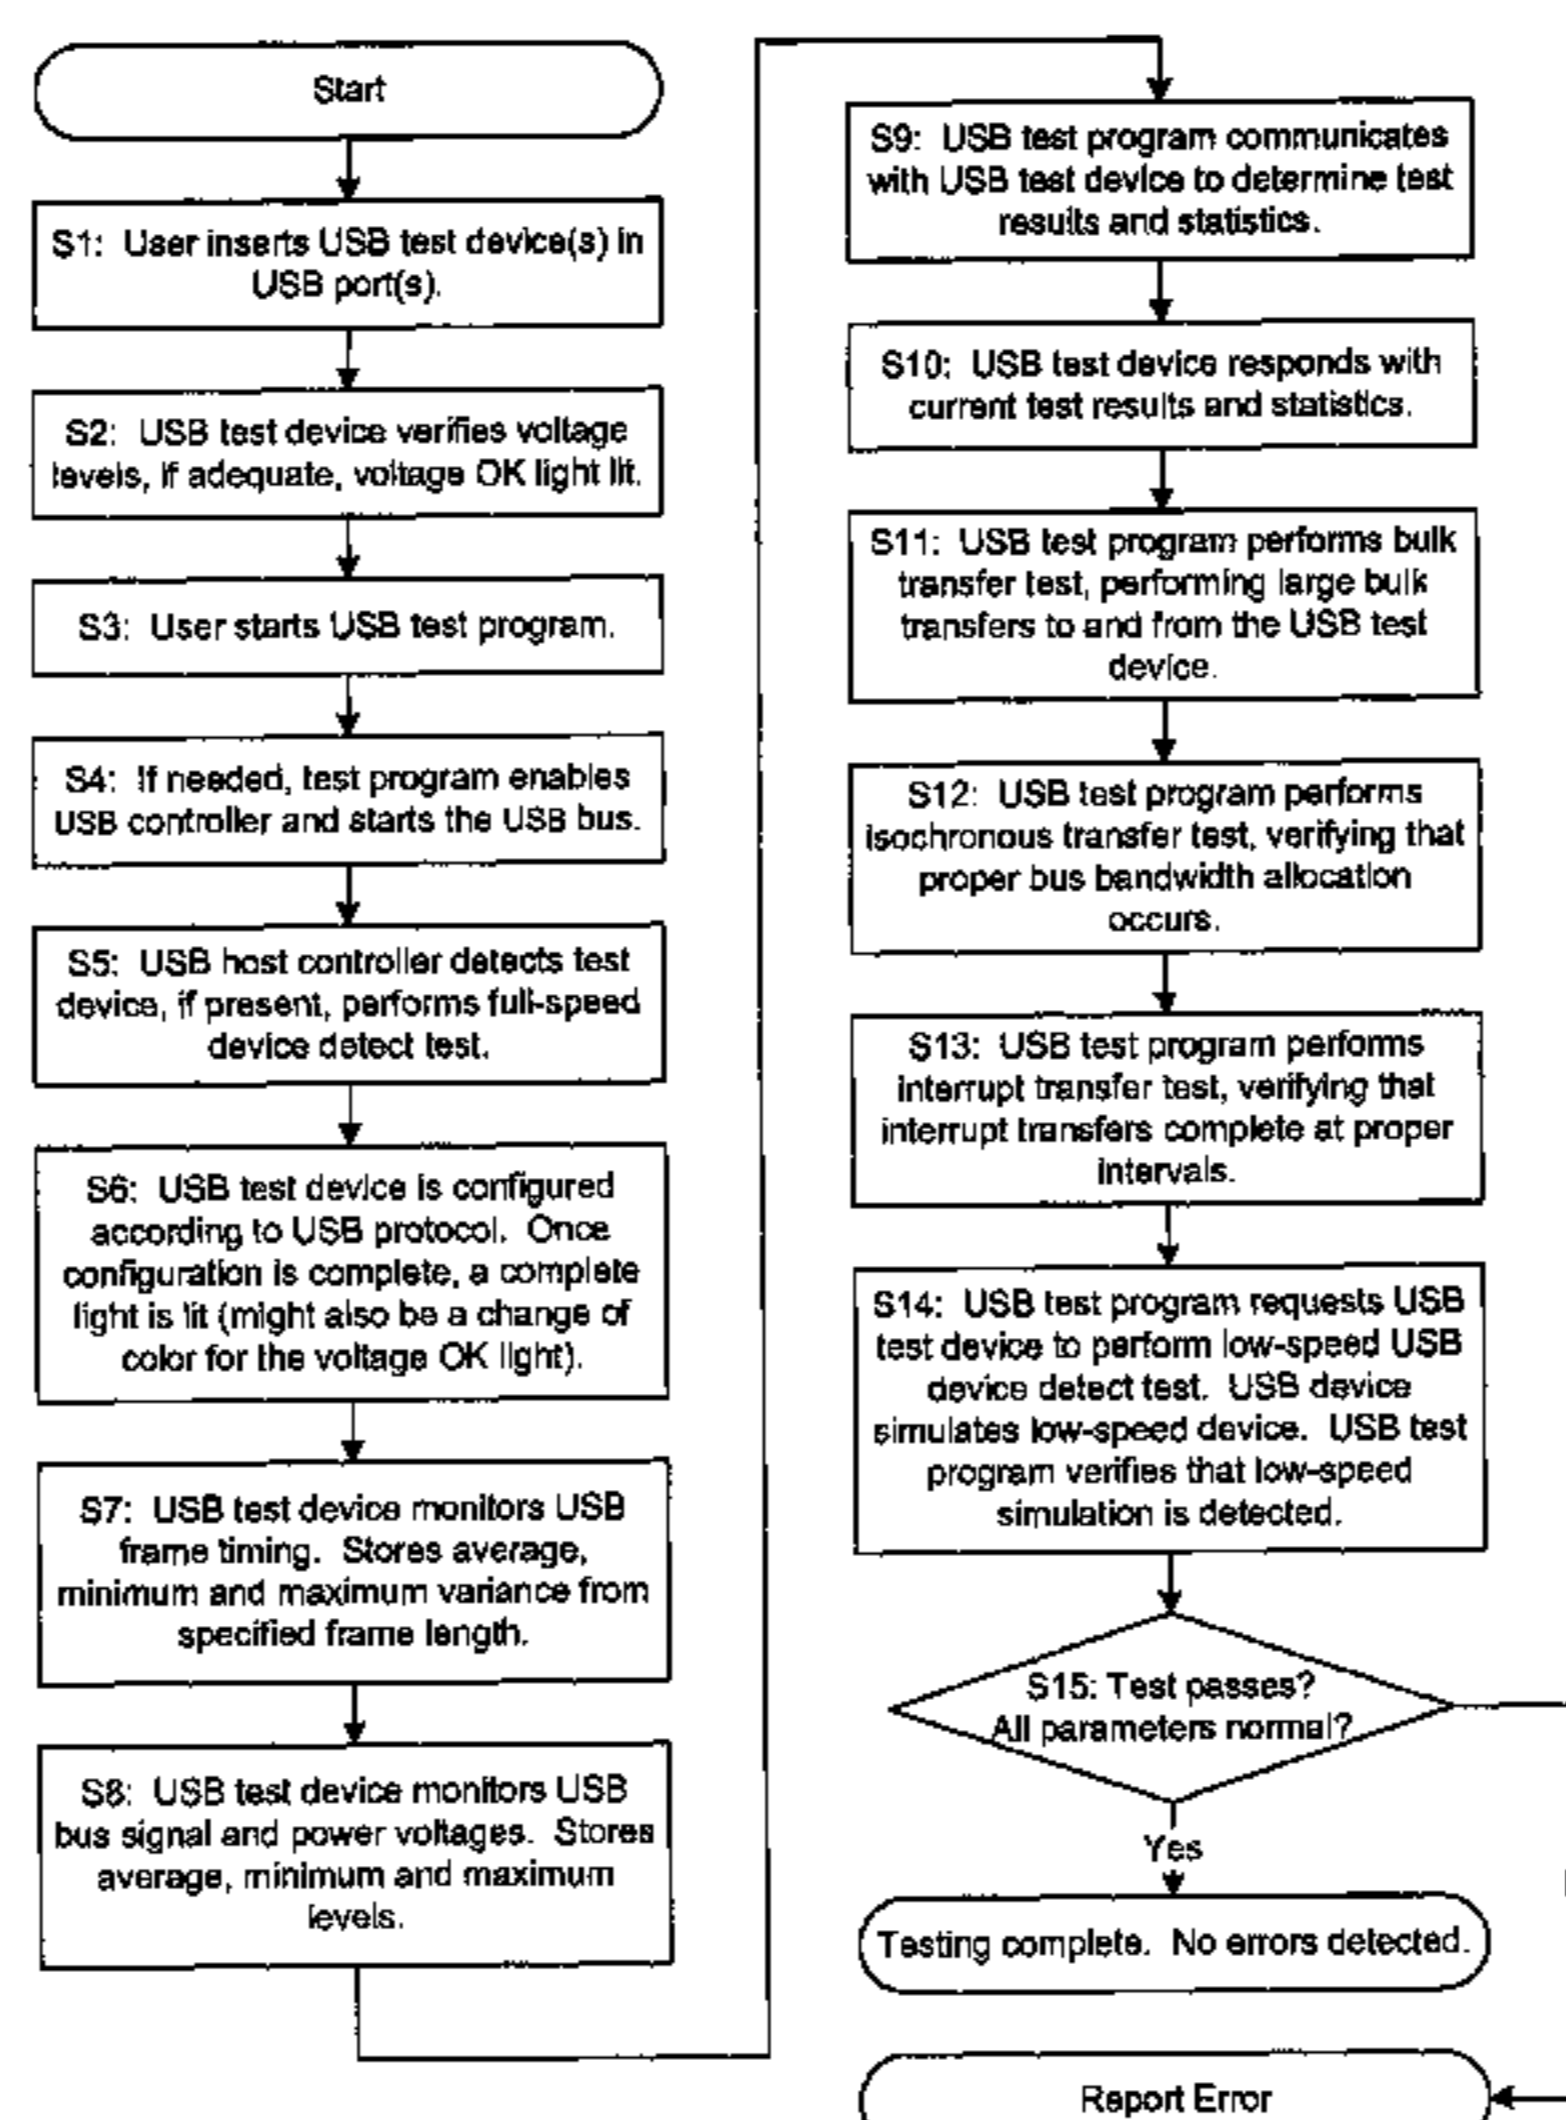 Start
S1: User inserts USB test device(s) in
USB port(s).
S2: USB test device verifies voltage
levels, if adequate, voltage OK light lit.
S3: User starts USB test program.
S4: If needed, test program enables
USB controller and starts the USB bus.
S5: USB host controller detects test
device, if present, performs full-speed
device detect test.
S6: USB test device is configured
according to USB protocol. Once
configuration is complete, a complete
light is lit (might also be a change of
color for the voltage OK light).
S7: USB test device monitors USB
frame timing. Stores average,
minimum and maximum variance from
specified frame length.
S8: USB test device monitors USB
bus signal and power voltages. Stores
average, minimum and maximum
levels.
S9: USB test program communicates
with USB test device to determine test
results and statistics.
S10: USB test device responds with
current test results and statistics.
S11: USB test program performs bulk
transfer test, performing large bulk
transfers to and from the USB test
device.
S12: USB test program performs
isochronous transfer test, verifying that
proper bus bandwidth allocation
occurs.
S13: USB test program performs
interrupt transfer test, verifying that
interrupt transfers complete at proper
intervals.
S14: USB test program requests USB
test device to perform low-speed USB
device detect test. USB device
simulates low-speed device. USB test
program verifies that low-speed
simulation is detected.
S15: Test passes?
All parameters normal?
Yes
Testing complete. No errors detected.
Report Error